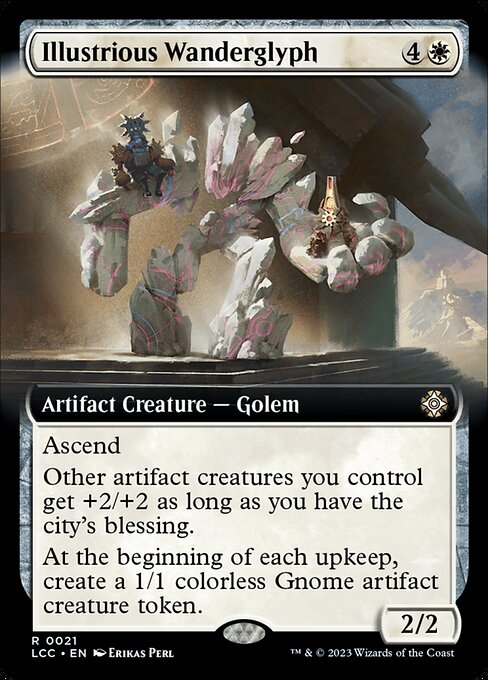 Illustrious Wanderglyph 4
Artifact Creature — Golem
Ascend
Other artifact creatures you control
get +2/+2 as long as you have the
city's blessing.
At the beginning of each upkeep,
create a 1/1 colorless Gnome artifact
creature token.
2/2
R 0021
LCC • EN Erikas Perl
™ & © 2023 Wizards of the Coast